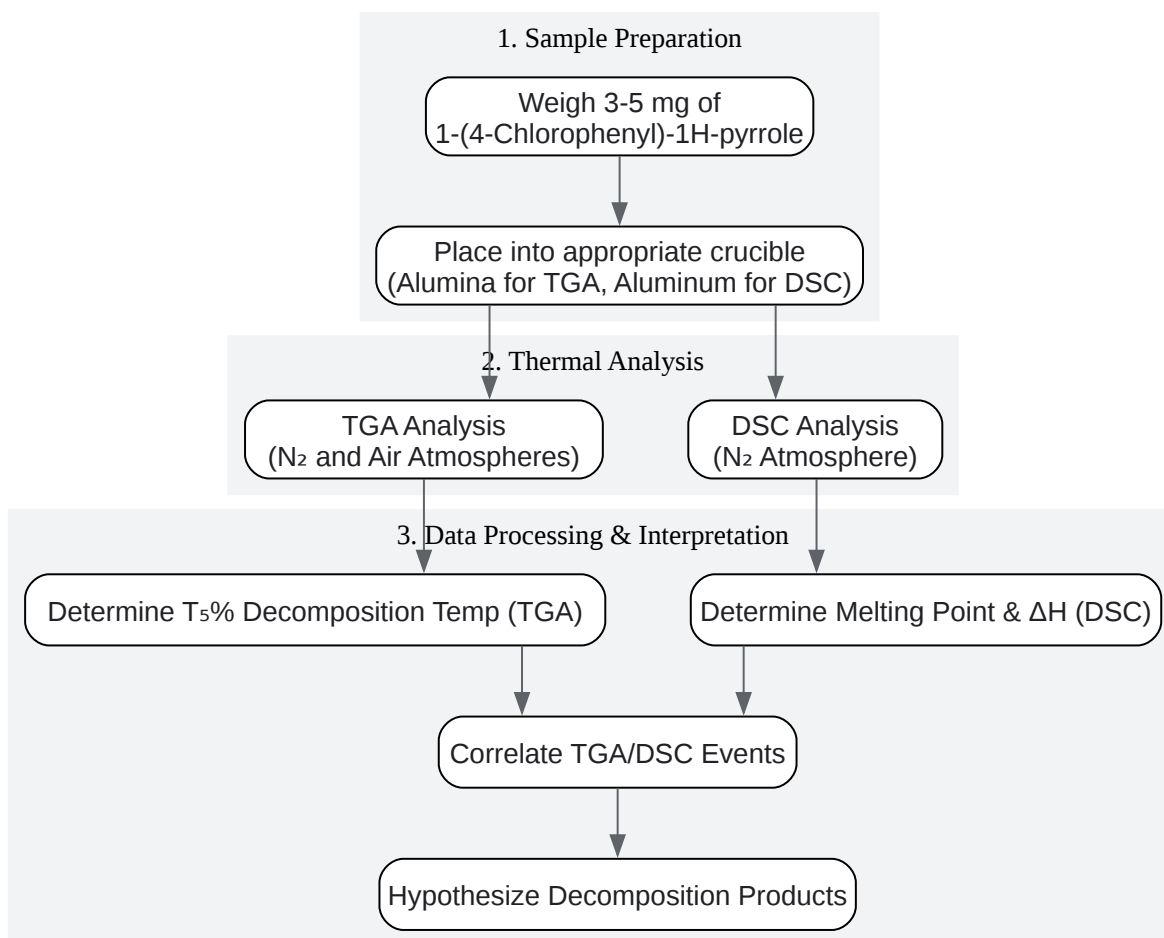 1. Sample Preparation
Weigh 3-5 mg of
1-(4-Chlorophenyl)-1H-pyrrole
Place into appropriate crucible
(Alumina for TGA, Aluminum for DSC)
2. Thermal Analysis
TGA Analysis
(N₂ and Air Atmospheres)
DSC Analysis
(N₂ Atmosphere)
3. Data Processing & Interpretation
Determine T₅% Decomposition Temp (TGA)
Determine Melting Point & ΔH (DSC)
Correlate TGA/DSC Events
Hypothesize Decomposition Products